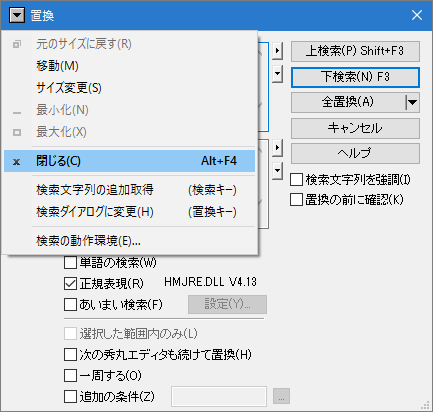 置換
元のサイズに戻す(R)
移動(M)
サイズ変更(S)
最小化(N)
最大化(X)
閉じる(C) Alt+F4
検索文字列の追加取得 (検索キー)
検索ダイアログに変更(H) (置換キー)
検索の動作環境(E)...
上検索(P) Shift+F3
下検索(N) F3
全置換(A)
キャンセル
ヘルプ
検索文字列を強調(I)
置換の前に確認(K)
単語の検索(W)
正規表現(R) HMJRE.DLL V4.13
あいまい検索(F) 設定(Y)...
選択した範囲内のみ(L)
次の秀丸エディタも続けて置換(H)
一周する(O)
追加の条件(Z) ...